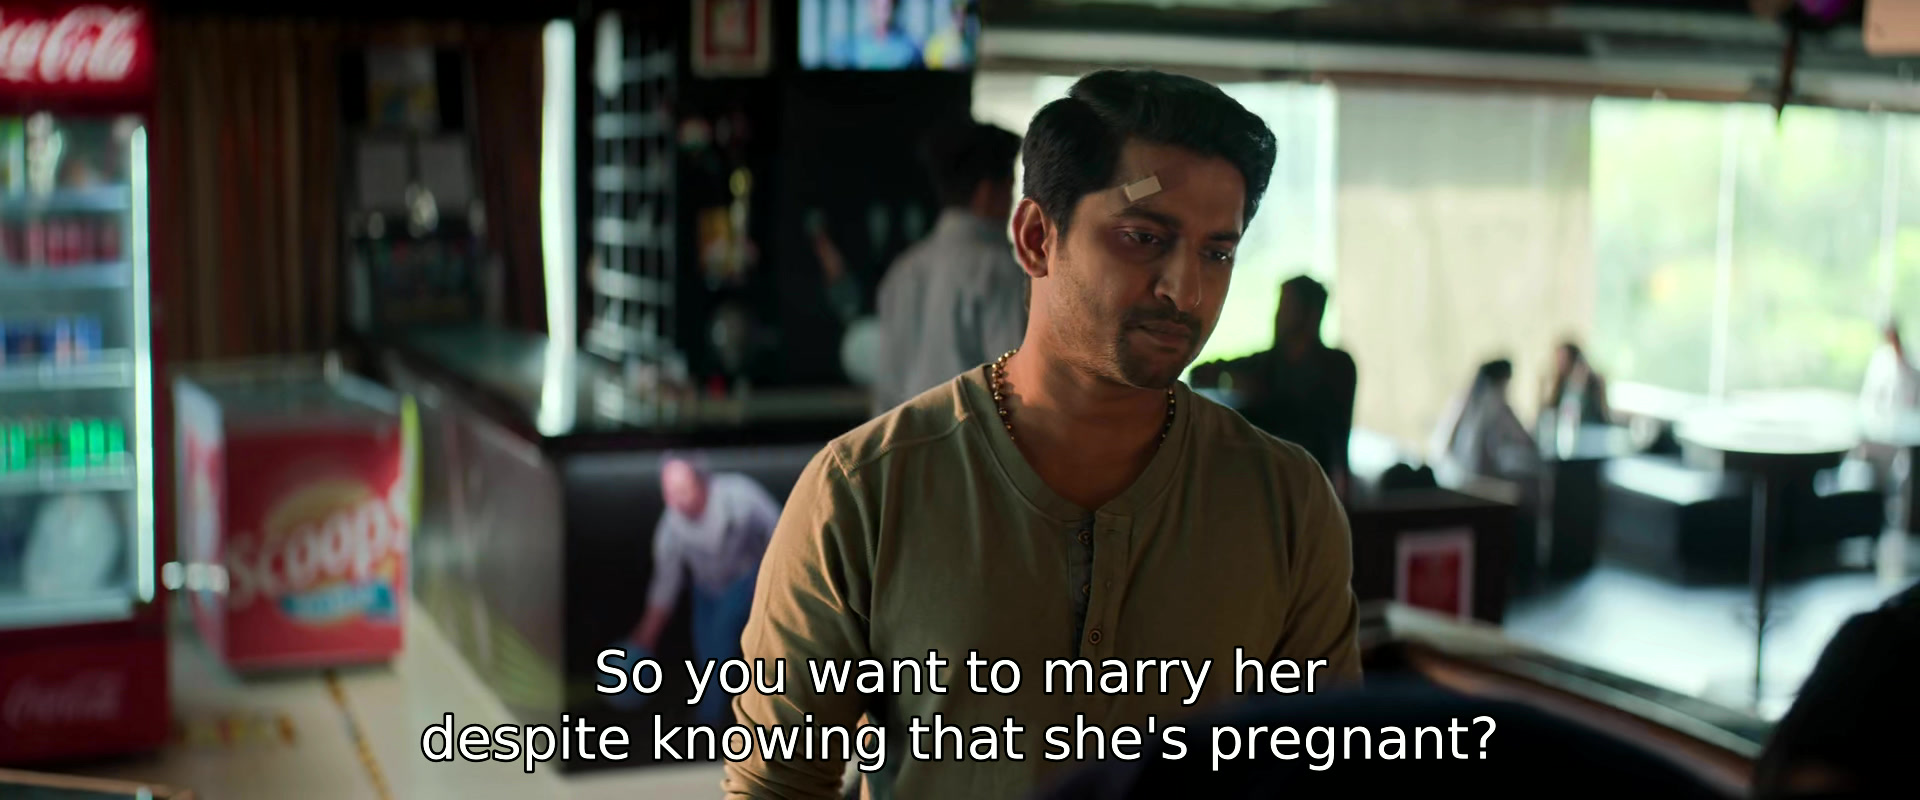 Coca-Cola
Scoops
Coca-Cola
So you want to marry her
despite knowing that she's pregnant?